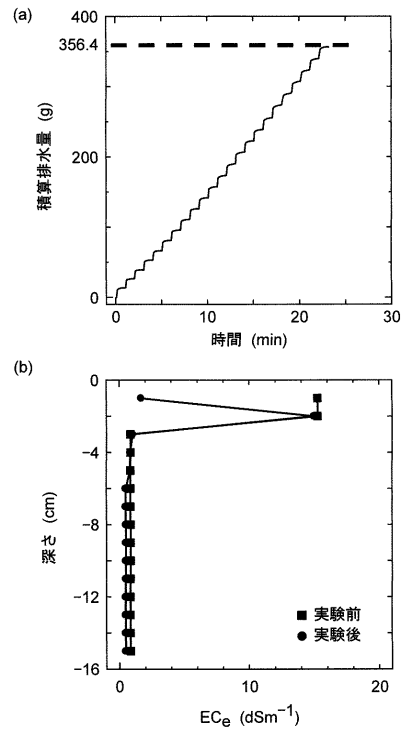 (a)
400
356.4
200
0
積算排水量 (g)
0 10 20 30
時間 (min)
(b)
0
-4
-8
-12
-16
深さ (cm)
■ 実験前
● 実験後
0 10 20
ECe (dSm−1)